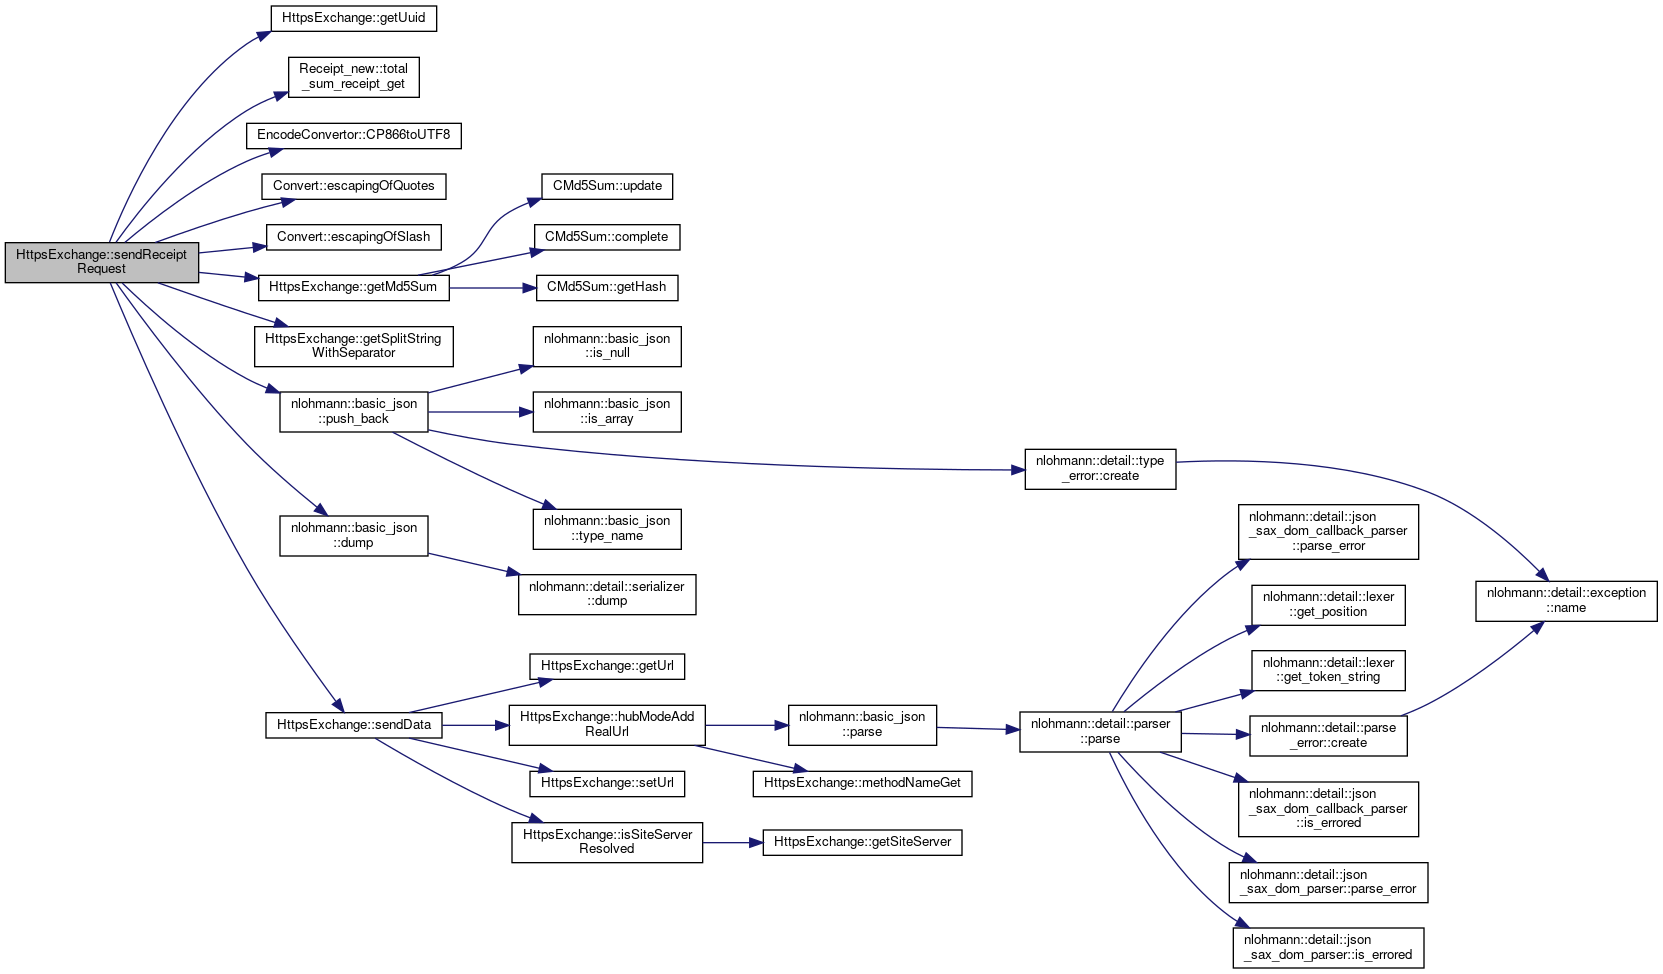 HttpsExchange::sendReceipt
Request
HttpsExchange::getUuid
Receipt_new::total
_sum_receipt_get
EncodeConvertor::CP866toUTF8
Convert::escapingOfQuotes
Convert::escapingOfSlash
HttpsExchange::getMd5Sum
HttpsExchange::getSplitString
WithSeparator
nlohmann::basic_json
::push_back
nlohmann::basic_json
::dump
HttpsExchange::sendData
CMd5Sum::update
CMd5Sum::complete
CMd5Sum::getHash
nlohmann::basic_json
::is_null
nlohmann::basic_json
::is_array
nlohmann::basic_json
::type_name
nlohmann::detail::serializer
::dump
HttpsExchange::getUrl
HttpsExchange::hubModeAdd
RealUrl
HttpsExchange::setUrl
HttpsExchange::isSiteServer
Resolved
nlohmann::basic_json
::parse
HttpsExchange::methodNameGet
HttpsExchange::getSiteServer
nlohmann::detail::type
_error::create
nlohmann::detail::parser
::parse
nlohmann::detail::json
_sax_dom_callback_parser
::parse_error
nlohmann::detail::lexer
::get_position
nlohmann::detail::lexer
::get_token_string
nlohmann::detail::parse
_error::create
nlohmann::detail::json
_sax_dom_callback_parser
::is_errored
nlohmann::detail::json
_sax_dom_parser::parse_error
nlohmann::detail::json
_sax_dom_parser::is_errored
nlohmann::detail::exception
::name